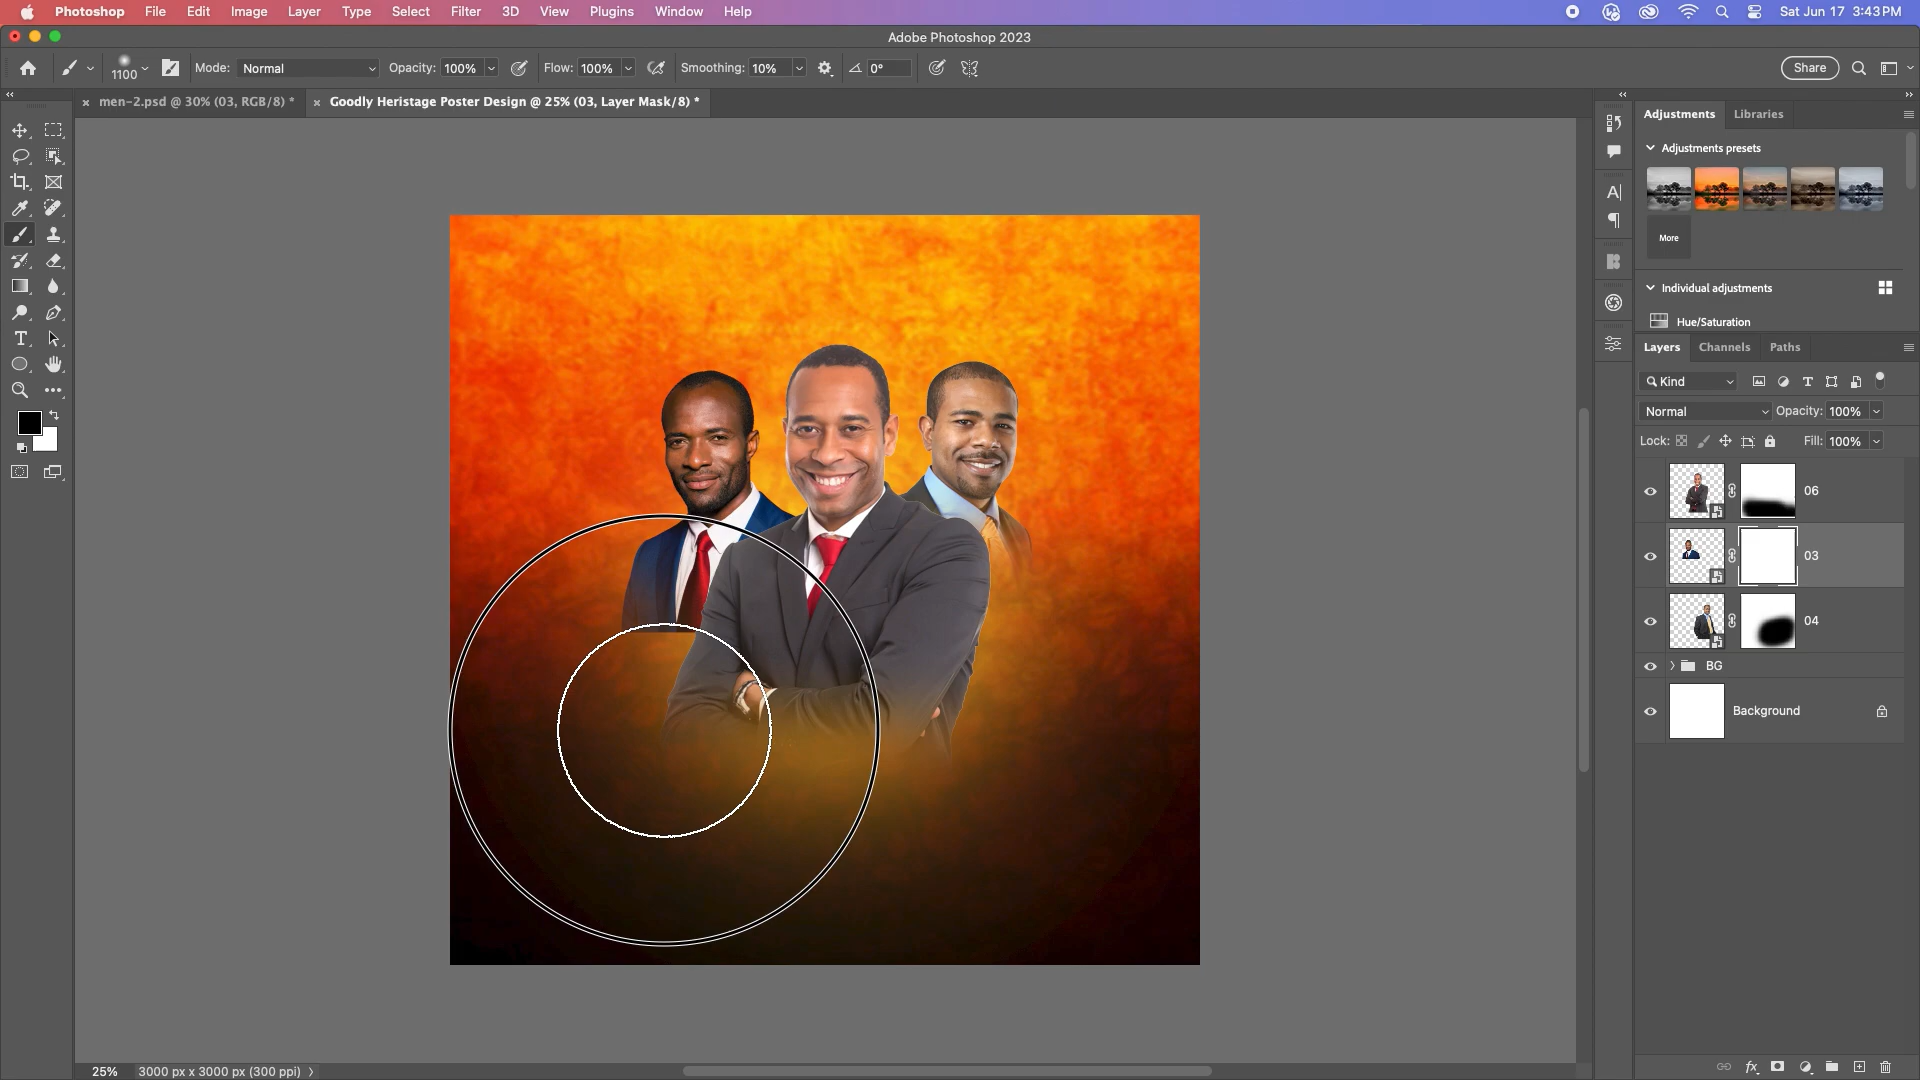 Photoshop File Edit Image Layer Type Select Filter 3D View Plugins Window Help Sat Jun 17 3:43 PM
Adobe Photoshop 2023
1100 Mode: Normal Opacity: 100% Flow: 100% Smoothing: 10% 0° Share
men-2.psd @ 30% (03, RGB/8) * Goodly Heristage Poster Design @ 25% (03, Layer Mask/8) *
Adjustments Libraries
Adjustments presets
More
Individual adjustments
Hue/Saturation
Layers Channels Paths
Kind
Normal Opacity: 100%
Lock: Fill: 100%
06
03
04
BG
Background
25% 3000 px x 3000 px (300 ppi)